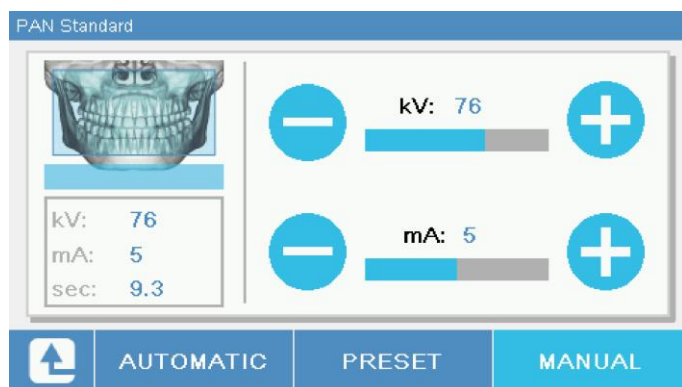 PAN Standard
kV: 76
mA: 5
sec: 9.3
kV: 76
mA: 5
AUTOMATIC
PRESET
MANUAL